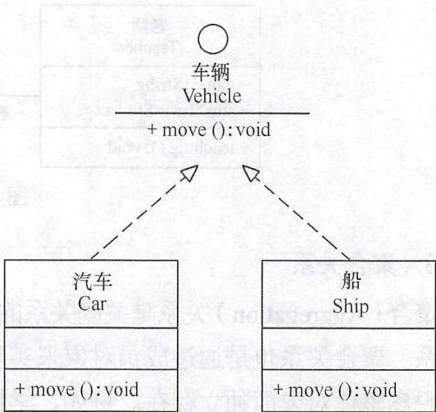 车辆
Vehicle
+ move ():void
汽车
Car
+ move ():void
船
Ship
+ move ():void